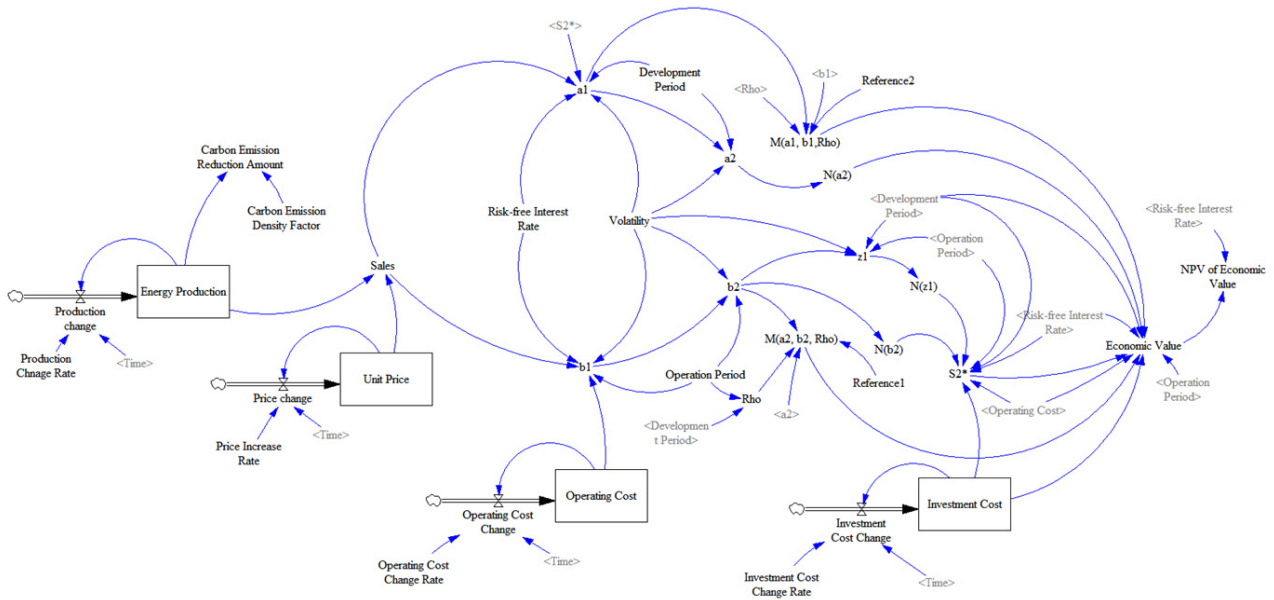 <S2*>
Development
Period
a1
<b1>
<Rho>
Reference2
M(a1, b1,Rho)
Carbon Emission
Reduction Amount
a2
N(a2)
Carbon Emission
Density Factor
Risk-free Interest
Rate
Volatility
<Development
Period>
<Operation
Period>
<Risk-free Interest
Rate>
z1
Sales
NPV of Economic
Value
Energy Production
b2
N(z1)
Production
change
<Risk-free Interest
Rate>
Production
Chnage Rate
<Time>
M(a2, b2, Rho)
N(b2)
Economic Value
b1
Operation Period
S2*
Unit Price
Reference1
Price change
Rho
<a2>
<Operating Cost>
<Operation
Period>
Price Increase
Rate
<Time>
<Developmen
t Period>
Operating Cost
Investment Cost
Operating Cost
Change
Investment
Cost Change
Operating Cost
Change Rate
<Time>
Investment Cost
Change Rate
<Time>